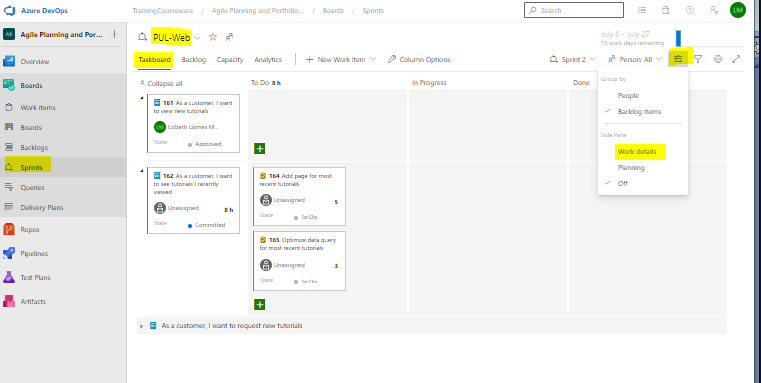 Azure DevOps
TrainingCourseware / Agile Planning and Portfolio... / Boards / Sprints
Search
LM
AP
Agile Planning and Por...
Overview
Boards
Work items
Boards
Backlogs
Sprints
Queries
Delivery Plans
Repos
Pipelines
Test Plans
Artifacts
PUL-Web
July 6 - July 27
15 work days remaining
Taskboard Backlog Capacity Analytics
New Work Item
Column Options
Sprint 2
Person: All
Group by
People
Backlog items
Side Pane
Work details
Planning
Off
Collapse all
To Do 8 h
In Progress
Done
161 As a customer, I want
to view new tutorials
LM
State
Approved
162 As a customer, I want
to see tutorials I recently
viewed
Unassigned 8 h
State
Committed
164 Add page for most
recent tutorials
Unassigned 5
State
To Do
165 Optimize data query
for most recent tutorials
Unassigned 3
State
To Do
As a customer, I want to request new tutorials